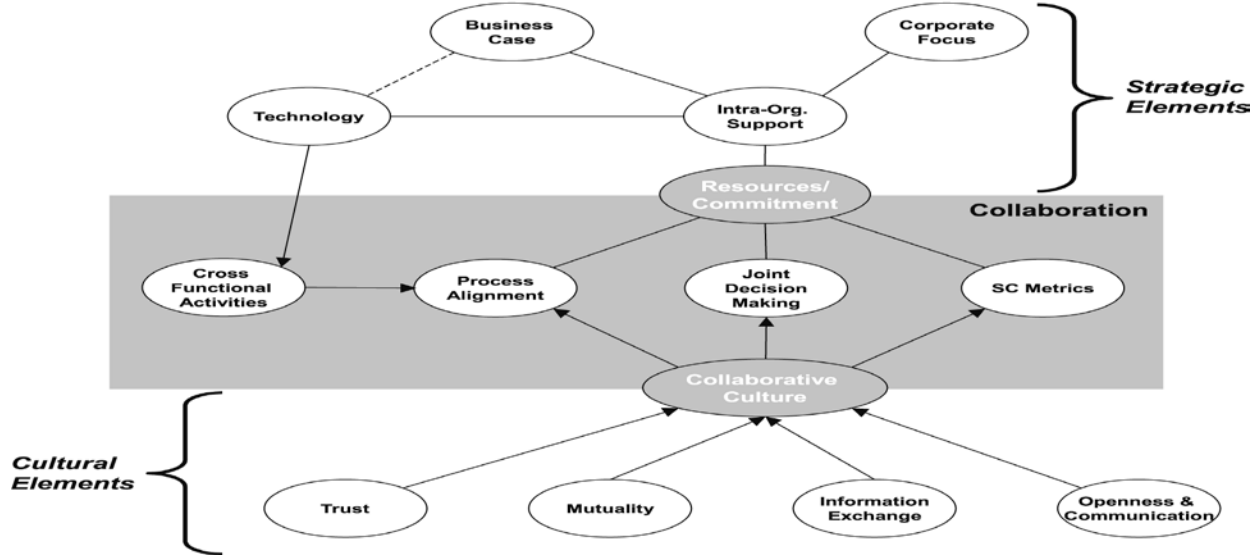 Business
Case
Corporate
Focus
Strategic
Elements
Technology
Intra-Org.
Support
Resources/
Commitment
Collaboration
Cross
Functional
Activities
Process
Alignment
Joint
Decision
Making
SC Metrics
Collaborative
Culture
Cultural
Elements
Trust
Mutuality
Information
Exchange
Openness &
Communication